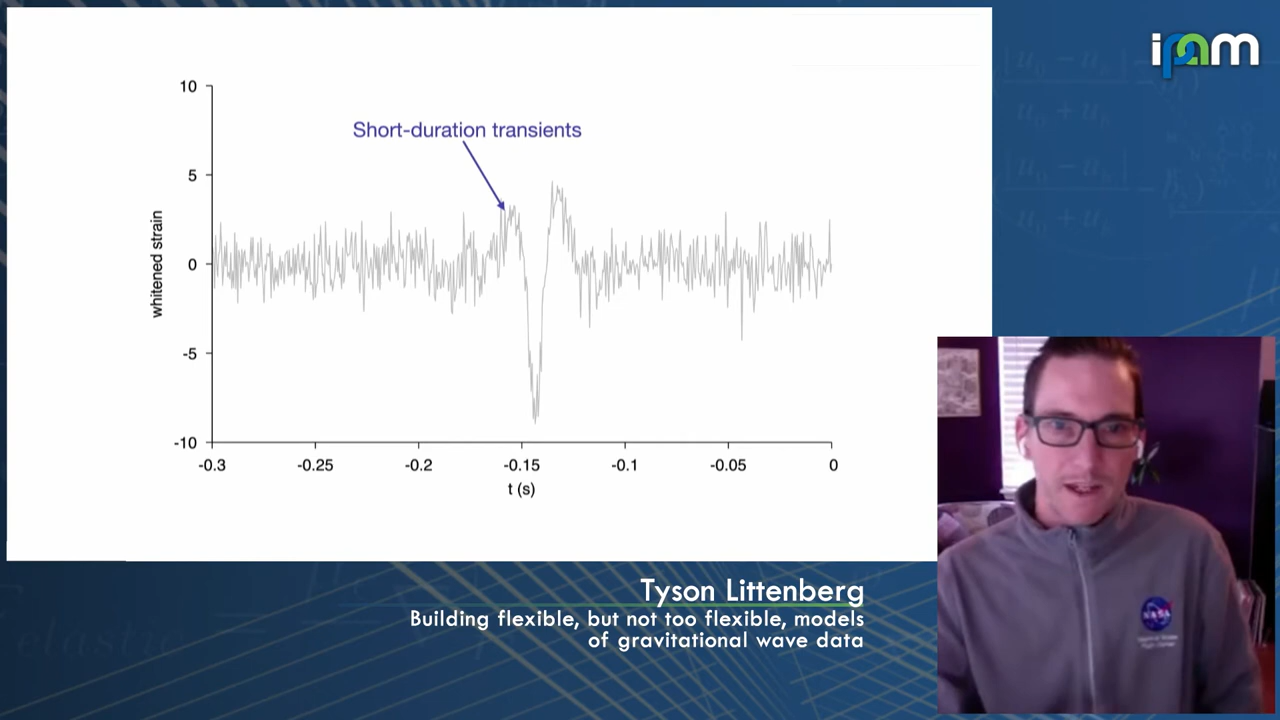 ipam
10
Short-duration transients
5
whitened strain
0
-5
-10
-0.3
-0.25
-0.2
-0.15
-0.1
-0.05
0
t (s)
Tyson Littenberg
Building flexible, but not too flexible, models
of gravitational wave data
NASA